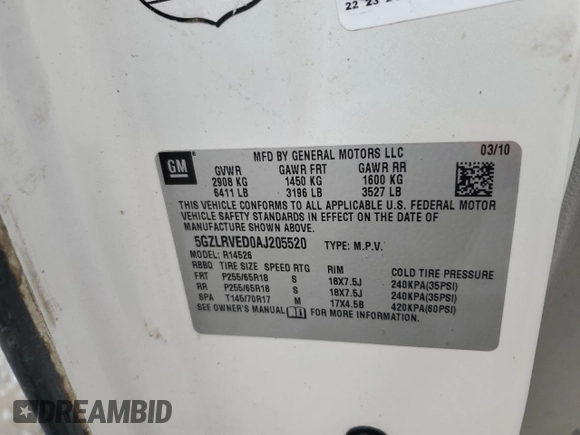 22 23
GM
MFD BY GENERAL MOTORS LLC 03/10
GVWR GAWR FRT GAWR RR
2908 KG 1450 KG 1600 KG
6411 LB 3196 LB 3527 LB
THIS VEHICLE CONFORMS TO ALL APPLICABLE U.S. FEDERAL MOTOR
VEHICLE SAFETY STANDARDS IN EFFECT ON THE DATE OF
MANUFACTURE SHOWN ABOVE.
5GZLRVED0AJ205520 TYPE: M.P.V.
MODEL: R14526
RBBQ TIRE SIZE SPEED RTG RIM COLD TIRE PRESSURE
FRT P255/65R18 S 18X7.5J 240KPA(35PSI)
RR P255/65R18 S 18X7.5J 240KPA(35PSI)
SPA T145/70R17 M 17X4.5B 420KPA(60PSI)
SEE OWNER'S MANUAL FOR MORE INFORMATION.
DREAMBID